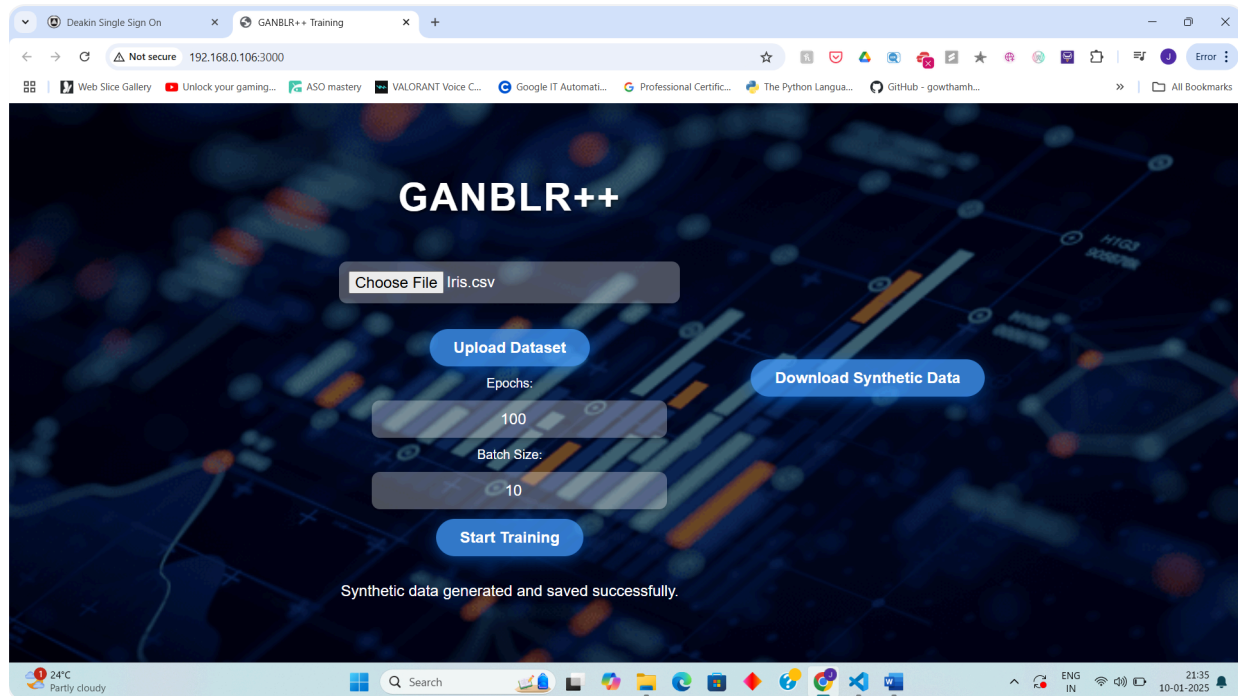 Deakin Single Sign On
GANBLR++ Training
Not secure
192.168.0.106:3000
Error
Web Slice Gallery
Unlock your gaming...
ASO mastery
VALORANT Voice C...
Google IT Automati...
Professional Certific...
The Python Langua...
GitHub - gowthamh...
All Bookmarks
GANBLR++
Choose File Iris.csv
Upload Dataset
Epochs:
100
Batch Size:
10
Start Training
Synthetic data generated and saved successfully.
Download Synthetic Data
H1G3
24°C
Partly cloudy
Search
ENG
IN
21:35
10-01-2025